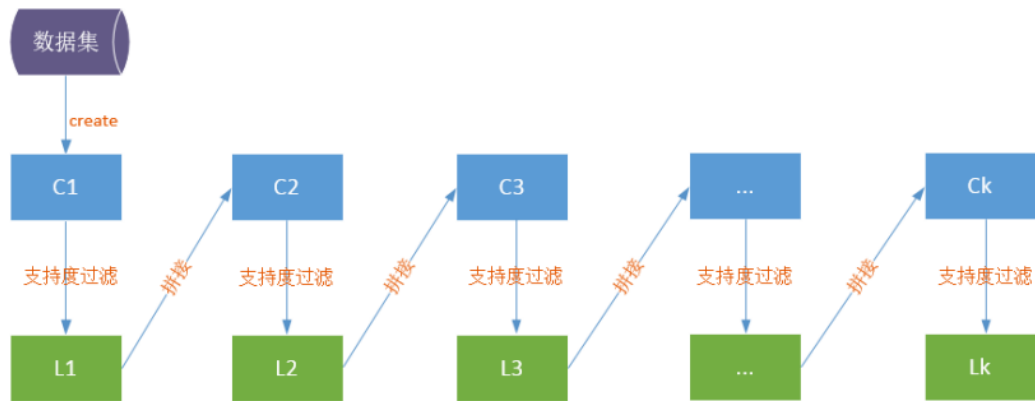 数据集
create
C1
C2
C3
...
Ck
支持度过滤
拼接
支持度过滤
拼接
支持度过滤
拼接
支持度过滤
拼接
支持度过滤
L1
L2
L3
...
Lk